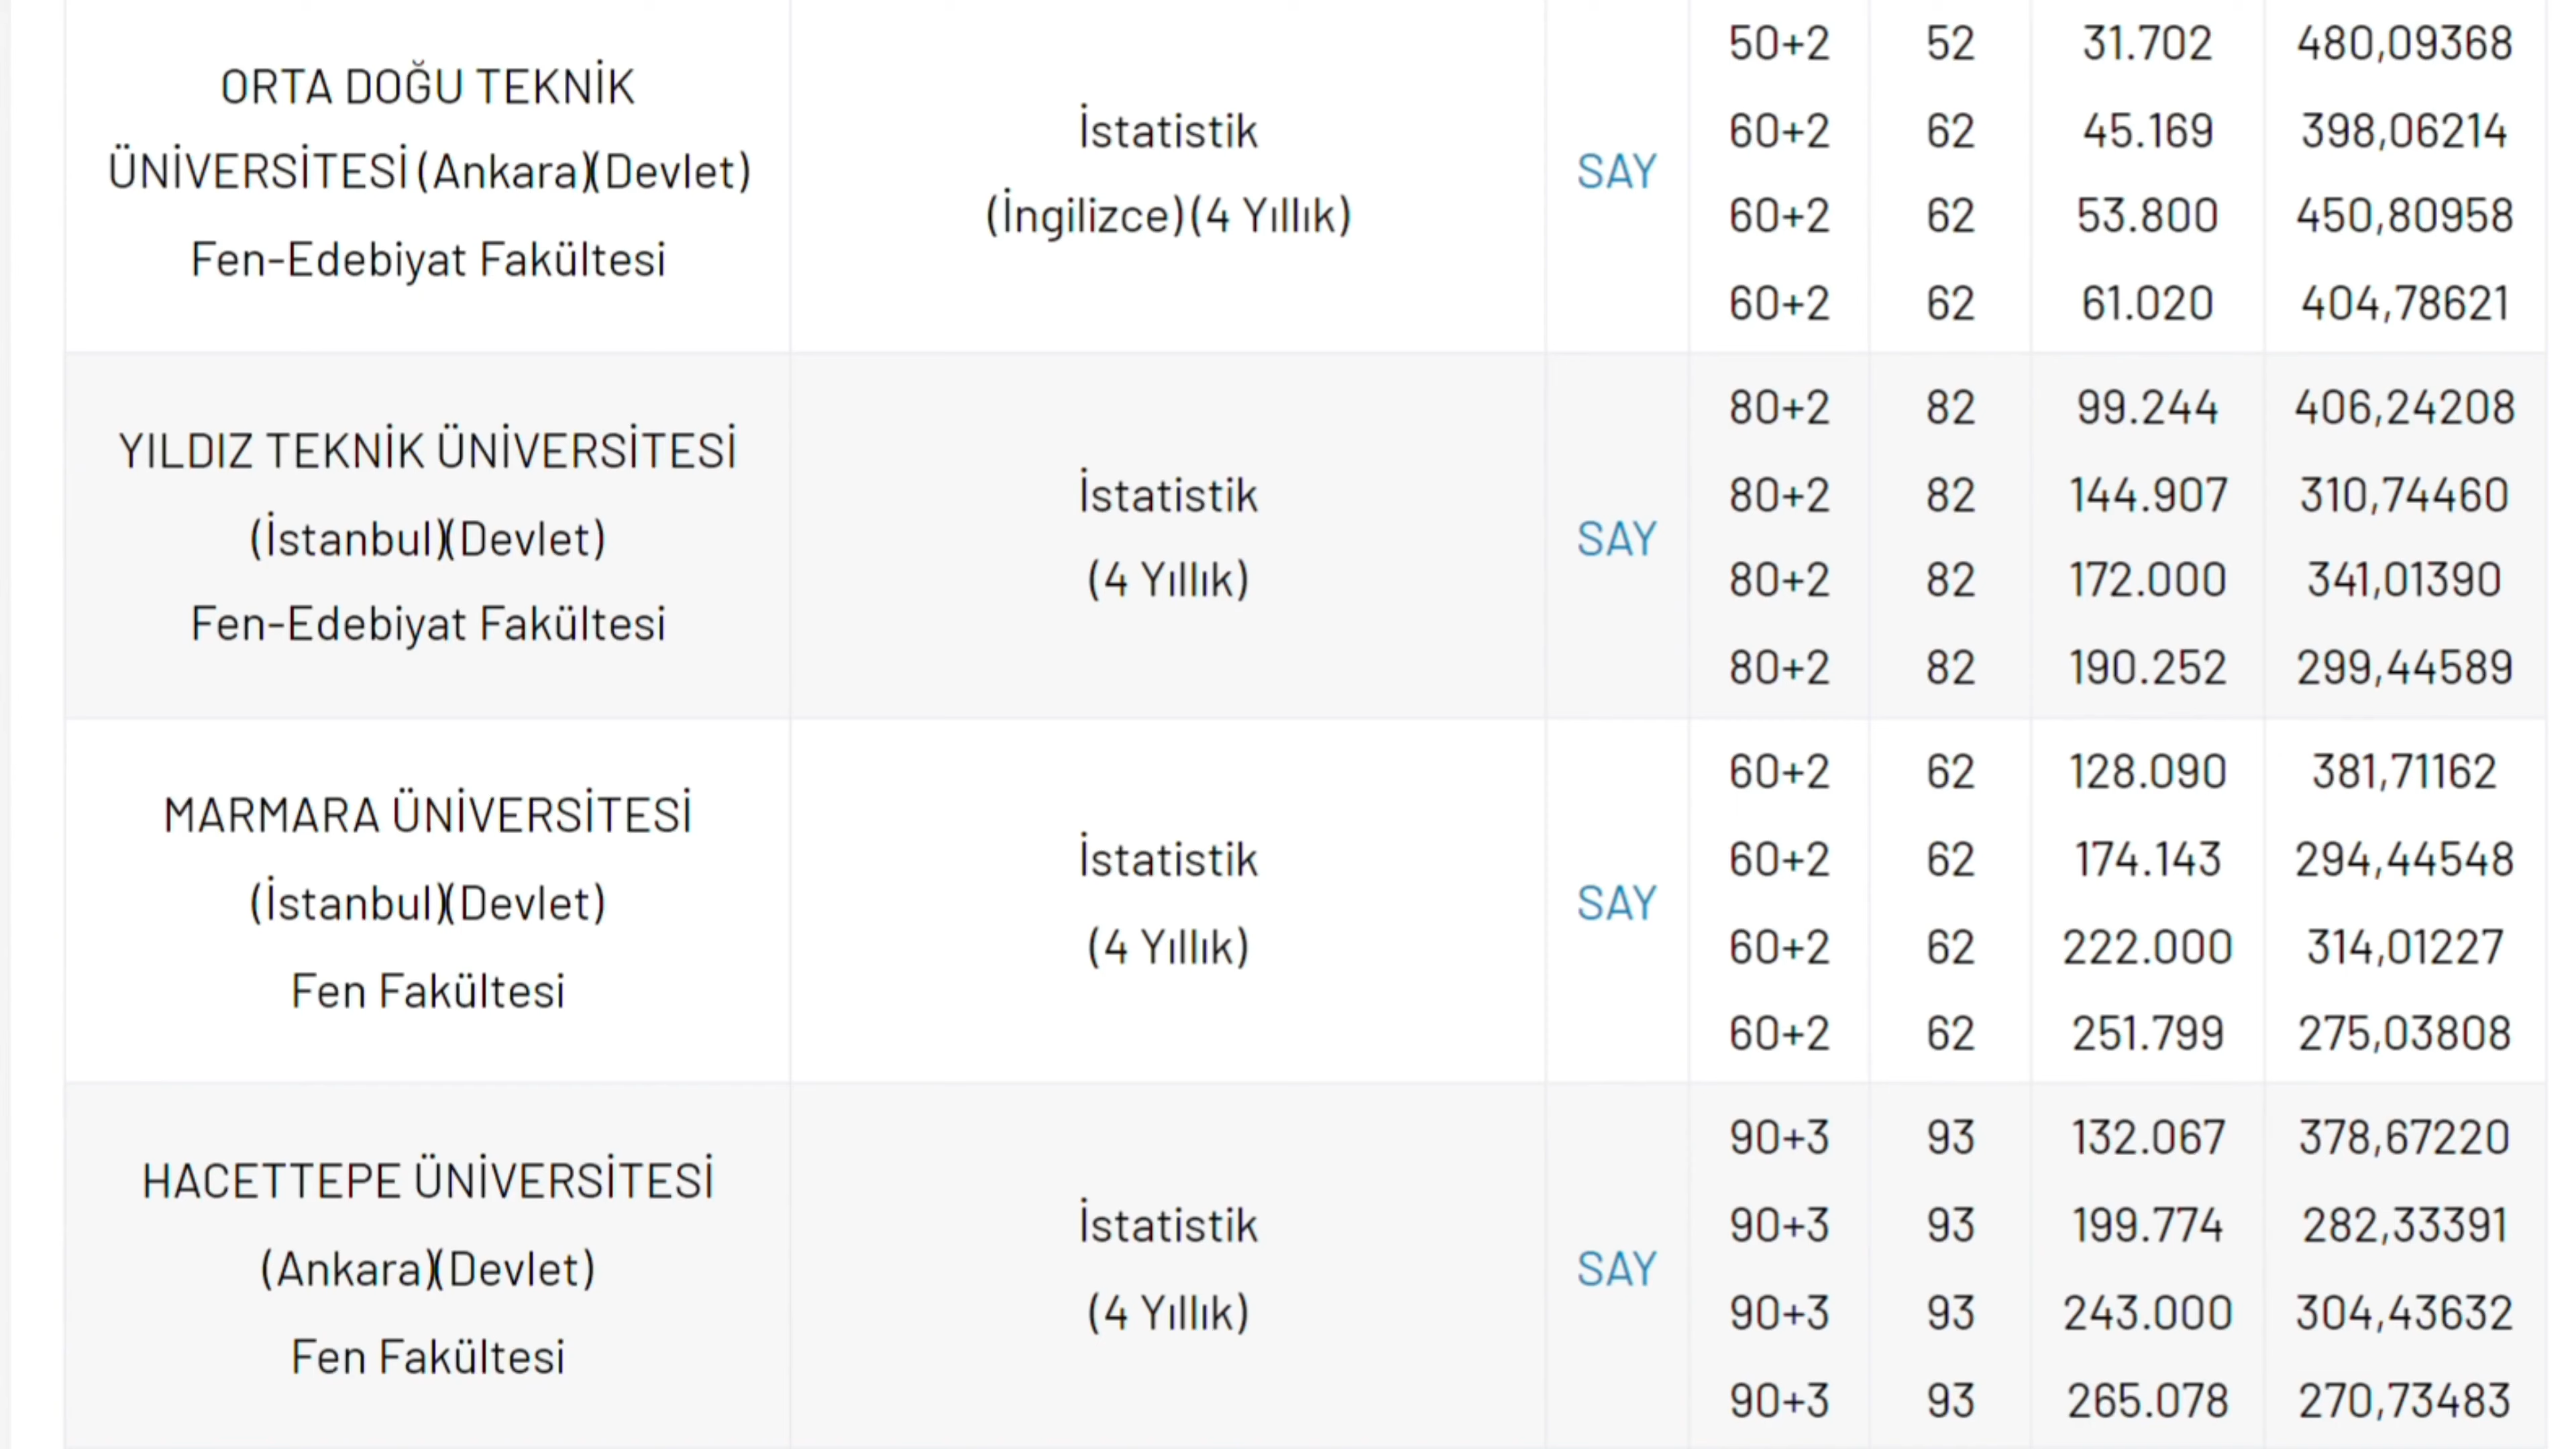 ORTA DOĞU TEKNİK
ÜNİVERSİTESİ (Ankara)(Devlet)
Fen-Edebiyat Fakültesi
İstatistik
(İngilizce) (4 Yıllık)
SAY
50+2 52 31.702 480,09368
60+2 62 45.169 398,06214
60+2 62 53.800 450,80958
60+2 62 61.020 404,78621
YILDIZ TEKNİK ÜNİVERSİTESİ
(İstanbul)(Devlet)
Fen-Edebiyat Fakültesi
İstatistik
(4 Yıllık)
SAY
80+2 82 99.244 406,24208
80+2 82 144.907 310,74460
80+2 82 172.000 341,01390
80+2 82 190.252 299,44589
MARMARA ÜNİVERSİTESİ
(İstanbul)(Devlet)
Fen Fakültesi
İstatistik
(4 Yıllık)
SAY
60+2 62 128.090 381,71162
60+2 62 174.143 294,44548
60+2 62 222.000 314,01227
60+2 62 251.799 275,03808
HACETTEPE ÜNİVERSİTESİ
(Ankara)(Devlet)
Fen Fakültesi
İstatistik
(4 Yıllık)
SAY
90+3 93 132.067 378,67220
90+3 93 199.774 282,33391
90+3 93 243.000 304,43632
90+3 93 265.078 270,73483